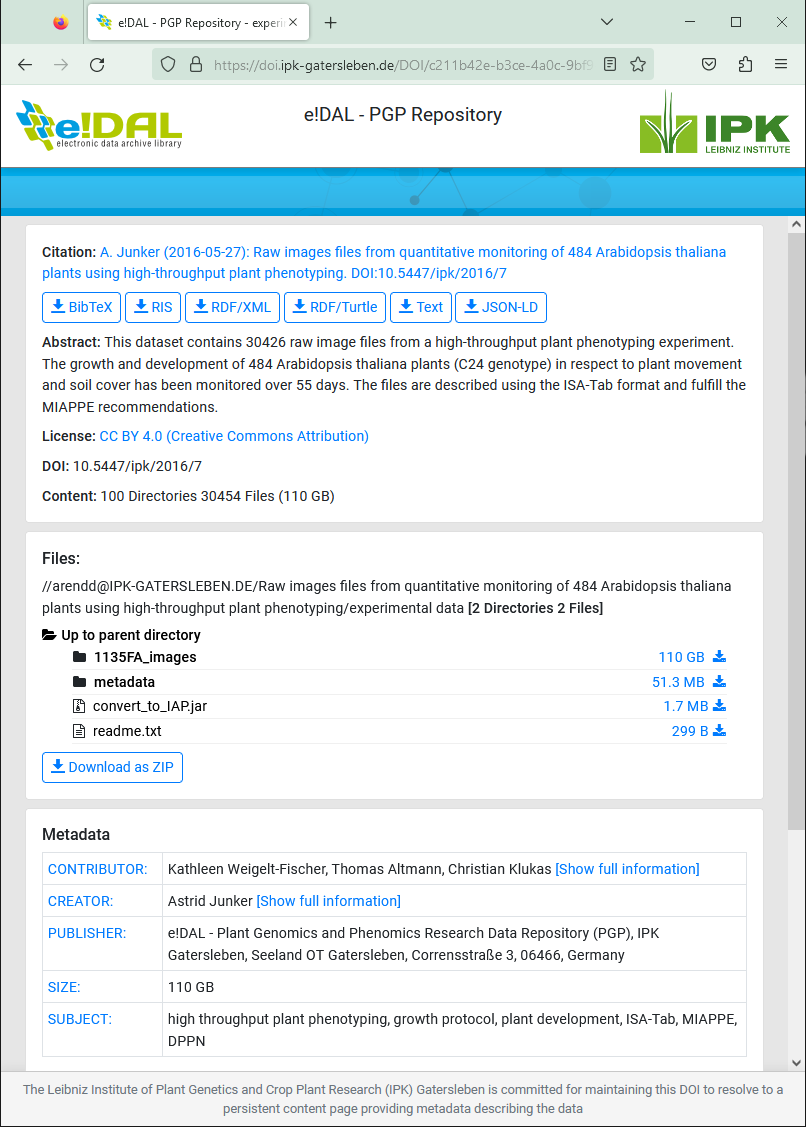 e!DAL - PGP Repository - experi
https://doi.ipk-gatersleben.de/DOI/c211b42e-b3ce-4a0c-9bf9
e!DAL
electronic data archive library
e!DAL - PGP Repository
IPK
LEIBNIZ INSTITUTE
Citation: A. Junker (2016-05-27): Raw images files from quantitative monitoring of 484 Arabidopsis thaliana
plants using high-throughput plant phenotyping. DOI:10.5447/ipk/2016/7
BibTeX RIS RDF/XML RDF/Turtle Text JSON-LD
Abstract: This dataset contains 30426 raw image files from a high-throughput plant phenotyping experiment.
The growth and development of 484 Arabidopsis thaliana plants (C24 genotype) in respect to plant movement
and soil cover has been monitored over 55 days. The files are described using the ISA-Tab format and fulfill the
MIAPPE recommendations.
License: CC BY 4.0 (Creative Commons Attribution)
DOI: 10.5447/ipk/2016/7
Content: 100 Directories 30454 Files (110 GB)
Files:
//arendd@IPK-GATERSLEBEN.DE/Raw images files from quantitative monitoring of 484 Arabidopsis thaliana
plants using high-throughput plant phenotyping/experimental data [2 Directories 2 Files]
Up to parent directory
1135FA_images 110 GB
metadata 51.3 MB
convert_to_IAP.jar 1.7 MB
readme.txt 299 B
Download as ZIP
Metadata
CONTRIBUTOR: Kathleen Weigelt-Fischer, Thomas Altmann, Christian Klukas [Show full information]
CREATOR: Astrid Junker [Show full information]
PUBLISHER: e!DAL - Plant Genomics and Phenomics Research Data Repository (PGP), IPK
Gatersleben, Seeland OT Gatersleben, Corrensstraße 3, 06466, Germany
SIZE: 110 GB
SUBJECT: high throughput plant phenotyping, growth protocol, plant development, ISA-Tab, MIAPPE,
DPPN
The Leibniz Institute of Plant Genetics and Crop Plant Research (IPK) Gatersleben is committed for maintaining this DOI to resolve to a
persistent content page providing metadata describing the data